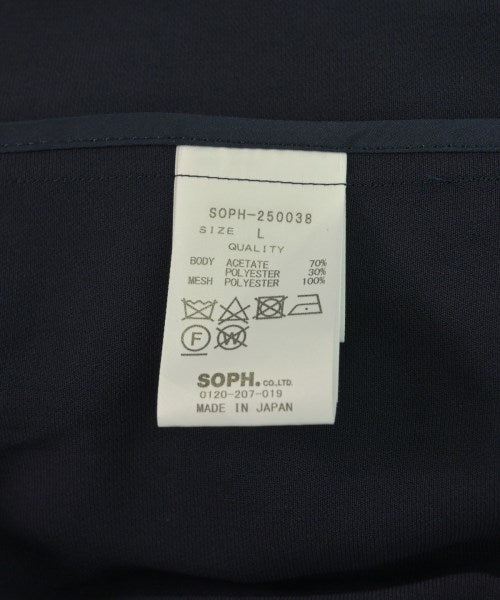 SOPH-250038
SIZE L
QUALITY
BODY ACETATE 70%
POLYESTER 30%
MESH POLYESTER 100%
F W
SOPH.CO.,LTD.
0120-207-019
MADE IN JAPAN